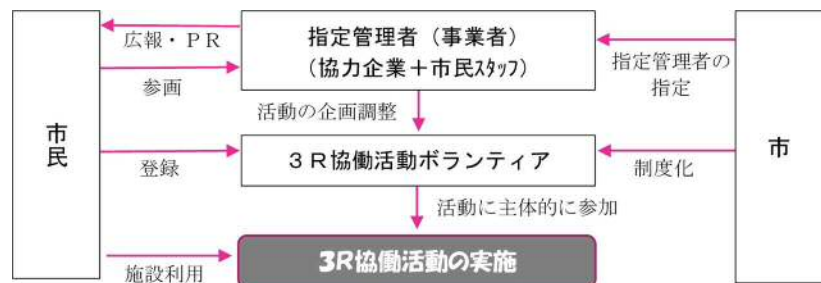 広報・ＰＲ
指定管理者（事業者）
（協力企業＋市民ｽﾀｯﾌ）
指定管理者の
指定
参画
活動の企画調整
市民
３Ｒ協働活動ボランティア
市
登録
制度化
活動に主体的に参加
3R協働活動の実施
施設利用